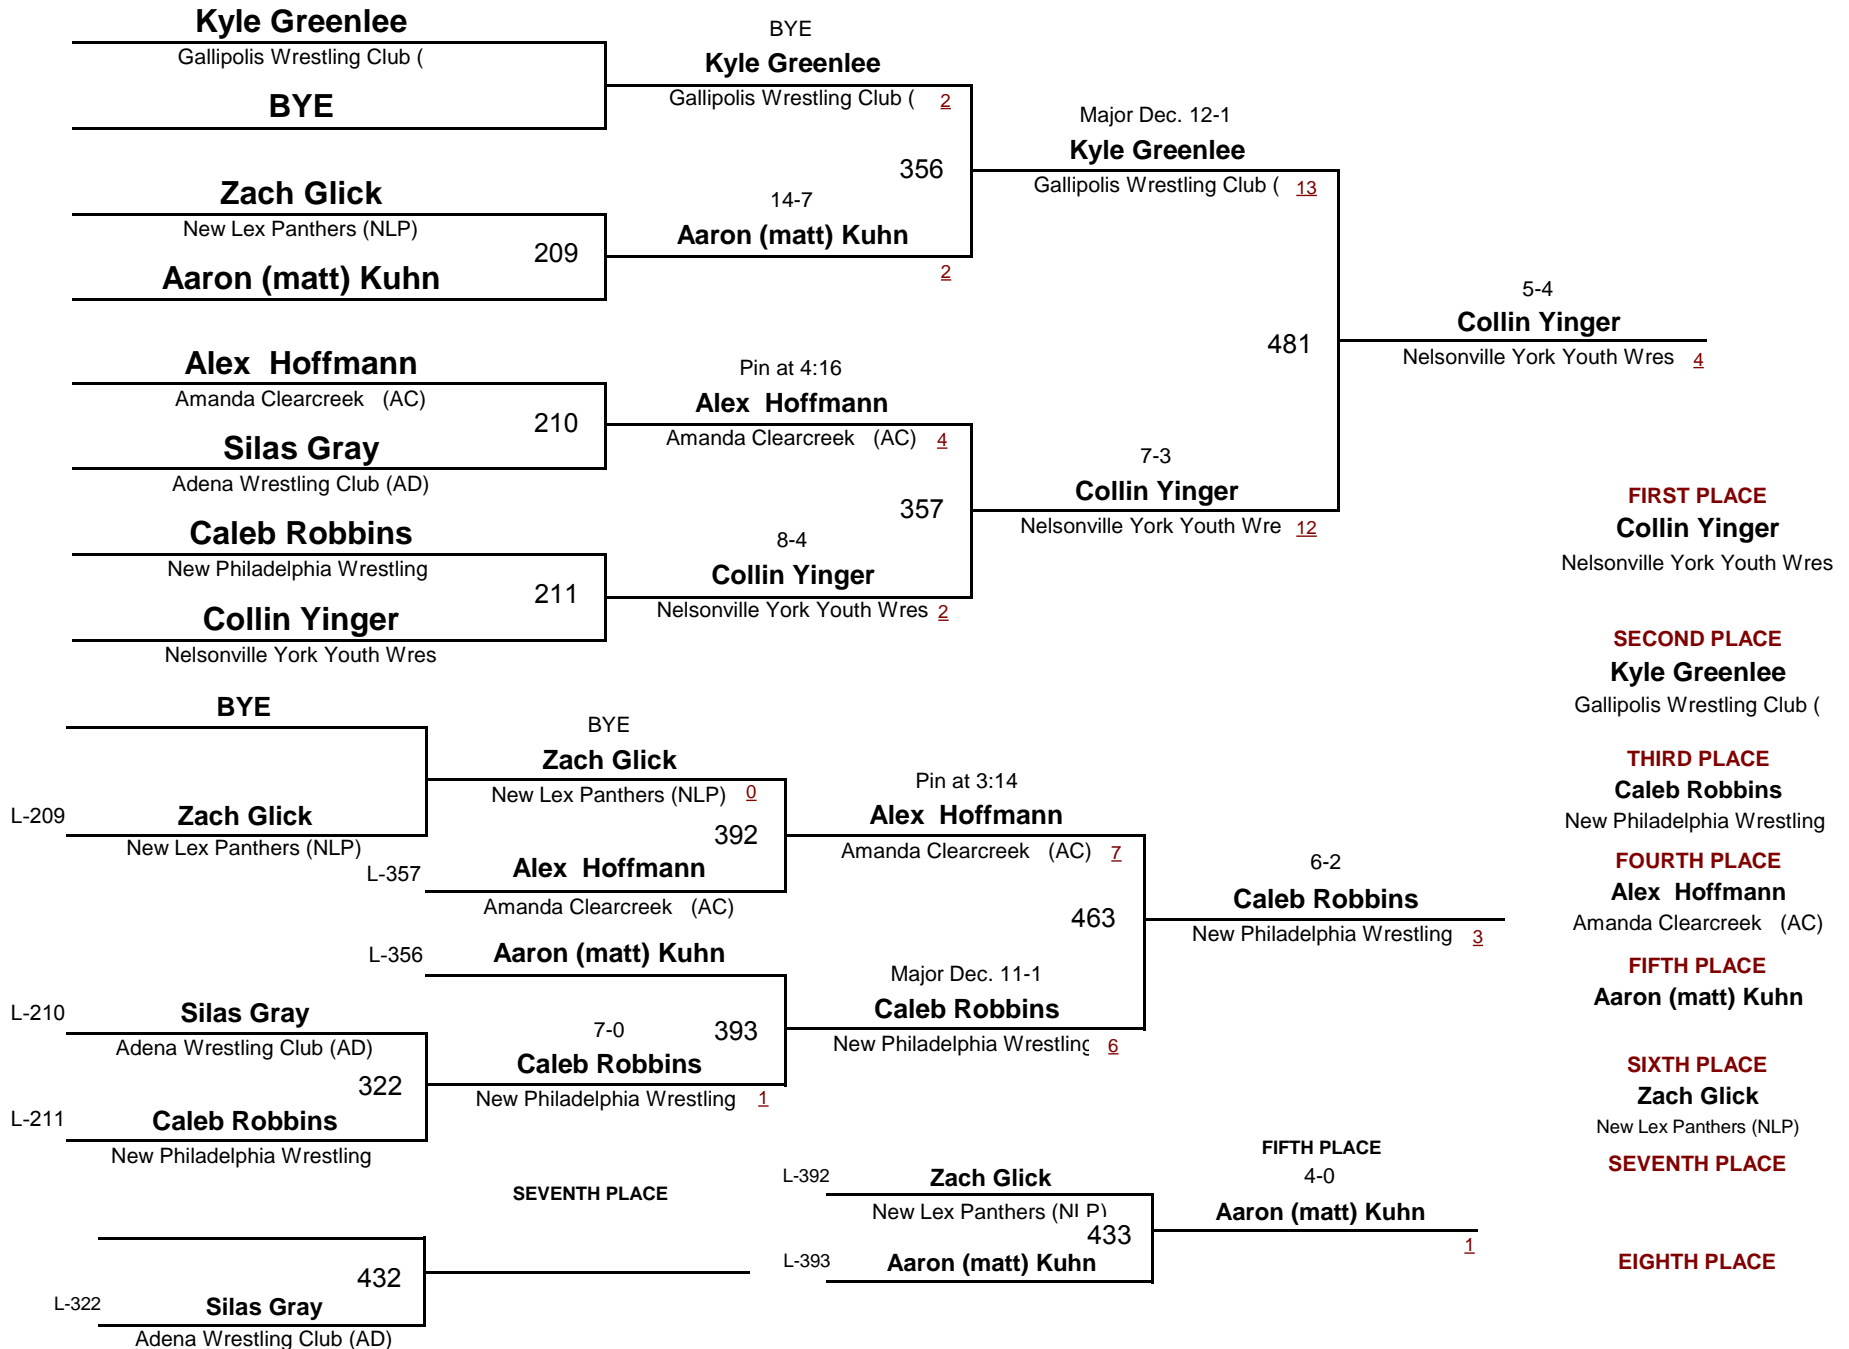 Kyle Greenlee
Gallipolis Wrestling Club (
BYE
BYE
Kyle Greenlee
Gallipolis Wrestling Club ( 2
356
Major Dec. 12-1
Kyle Greenlee
Gallipolis Wrestling Club ( 13
Zach Glick
New Lex Panthers (NLP)
209
Aaron (matt) Kuhn
14-7
Aaron (matt) Kuhn
2
481
5-4
Collin Yinger
Nelsonville York Youth Wres 4
Alex Hoffmann
Amanda Clearcreek (AC)
210
Silas Gray
Adena Wrestling Club (AD)
Pin at 4:16
Alex Hoffmann
Amanda Clearcreek (AC) 4
357
7-3
Collin Yinger
Nelsonville York Youth Wre 12
Caleb Robbins
New Philadelphia Wrestling
211
Collin Yinger
Nelsonville York Youth Wres
8-4
Collin Yinger
Nelsonville York Youth Wres 2
FIRST PLACE
Collin Yinger
Nelsonville York Youth Wres
SECOND PLACE
Kyle Greenlee
Gallipolis Wrestling Club (
THIRD PLACE
Caleb Robbins
New Philadelphia Wrestling
FOURTH PLACE
Alex Hoffmann
Amanda Clearcreek (AC)
FIFTH PLACE
Aaron (matt) Kuhn
SIXTH PLACE
Zach Glick
New Lex Panthers (NLP)
SEVENTH PLACE
EIGHTH PLACE
BYE
L-209 Zach Glick
New Lex Panthers (NLP)
BYE
Zach Glick
New Lex Panthers (NLP) 0
392
L-357 Alex Hoffmann
Amanda Clearcreek (AC)
Pin at 3:14
Alex Hoffmann
Amanda Clearcreek (AC) 7
463
6-2
Caleb Robbins
New Philadelphia Wrestling 3
L-356 Aaron (matt) Kuhn
393
L-210 Silas Gray
Adena Wrestling Club (AD)
322
L-211 Caleb Robbins
New Philadelphia Wrestling
7-0
Caleb Robbins
New Philadelphia Wrestling 1
Major Dec. 11-1
Caleb Robbins
New Philadelphia Wrestling 6
SEVENTH PLACE
432
L-322 Silas Gray
Adena Wrestling Club (AD)
L-392 Zach Glick
New Lex Panthers (NLP)
433
L-393 Aaron (matt) Kuhn
FIFTH PLACE
4-0
Aaron (matt) Kuhn
1